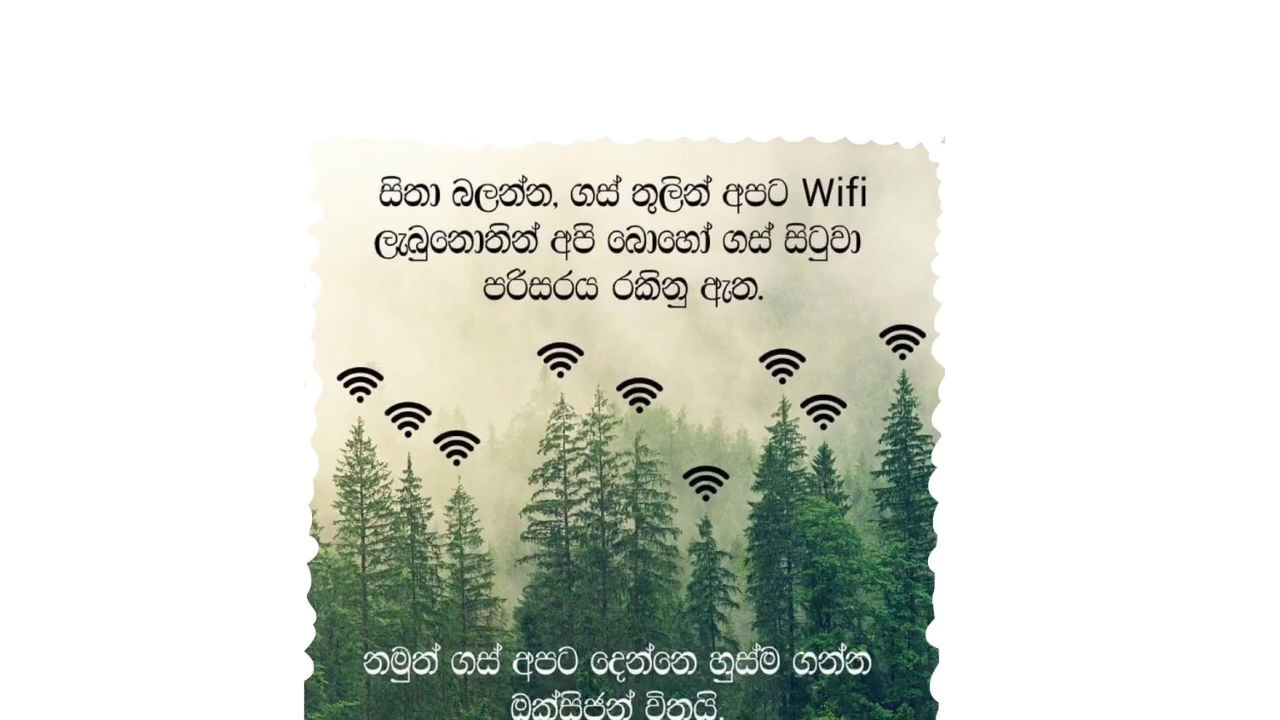 සිතා බලන්න, ගස් තුලින් අපට Wifi
ලැබුනොතින් අපි බොහෝ ගස් සිටුවා
පරිසරය රකිනු ඇත.
නමුත් ගස් අපට දෙන්නෙ හුස්ම ගන්න
ඔක්සිජන් විතයි.